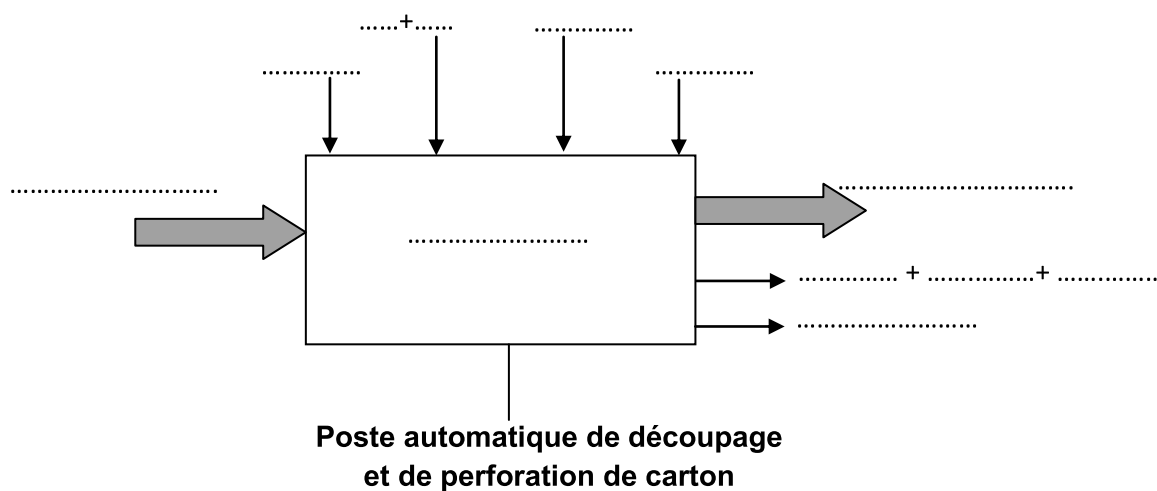 ......+......
................
...............
...............
................................
....................................
............................
............... + ................+ ...............
............................
Poste automatique de découpage
et de perforation de carton